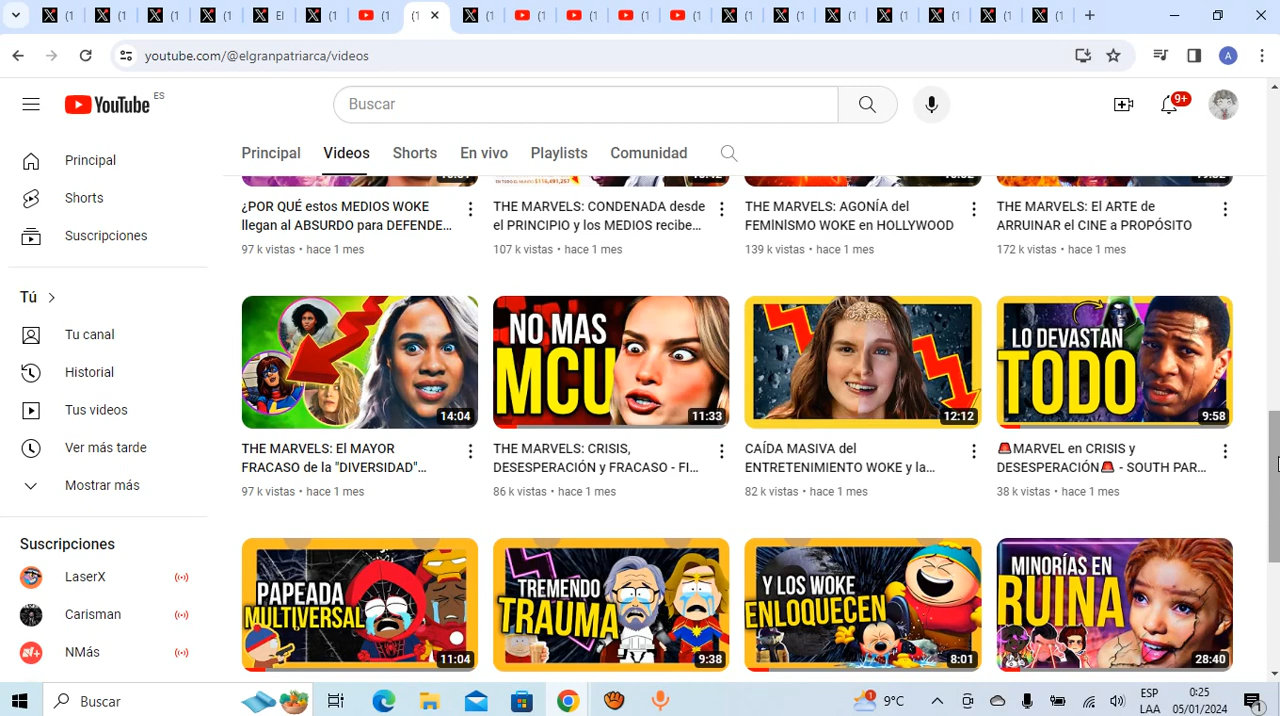 youtube.com/@elgranpatriarca/videos
A
YouTube ES
Buscar
9+
Principal
Videos
Shorts
En vivo
Playlists
Comunidad
Principal
Shorts
Suscripciones
Tú
Tu canal
Historial
Tus videos
Ver más tarde
Mostrar más
Suscripciones
LaserX
Carisman
NMás
¿POR QUÉ estos MEDIOS WOKE
llegan al ABSURDO para DEFENDE...
97 k vistas • hace 1 mes
THE MARVELS: CONDENADA desde
el PRINCIPIO y los MEDIOS recibe...
107 k vistas • hace 1 mes
THE MARVELS: AGONÍA del
FEMINISMO WOKE en HOLLYWOOD
139 k vistas • hace 1 mes
THE MARVELS: El ARTE de
ARRUINAR el CINE a PROPÓSITO
172 k vistas • hace 1 mes
14:04
THE MARVELS: El MAYOR
FRACASO de la "DIVERSIDAD"...
97 k vistas • hace 1 mes
NO MAS
MCU
11:33
THE MARVELS: CRISIS,
DESESPERACIÓN y FRACASO - FI...
86 k vistas • hace 1 mes
12:12
CAÍDA MASIVA del
ENTRETENIMIENTO WOKE y la...
82 k vistas • hace 1 mes
LO DEVASTAN
TODO
9:58
🚨MARVEL en CRISIS y
DESESPERACIÓN🚨 - SOUTH PAR...
38 k vistas • hace 1 mes
PAPEADA
MULTIVERSAL
11:04
TREMENDO
TRAUMA
9:38
Y LOS WOKE
ENLOQUECEN
8:01
MINORÍAS EN
RUINA
28:40
Buscar
1
9°C
ESP
LAA
0:25
05/01/2024
1